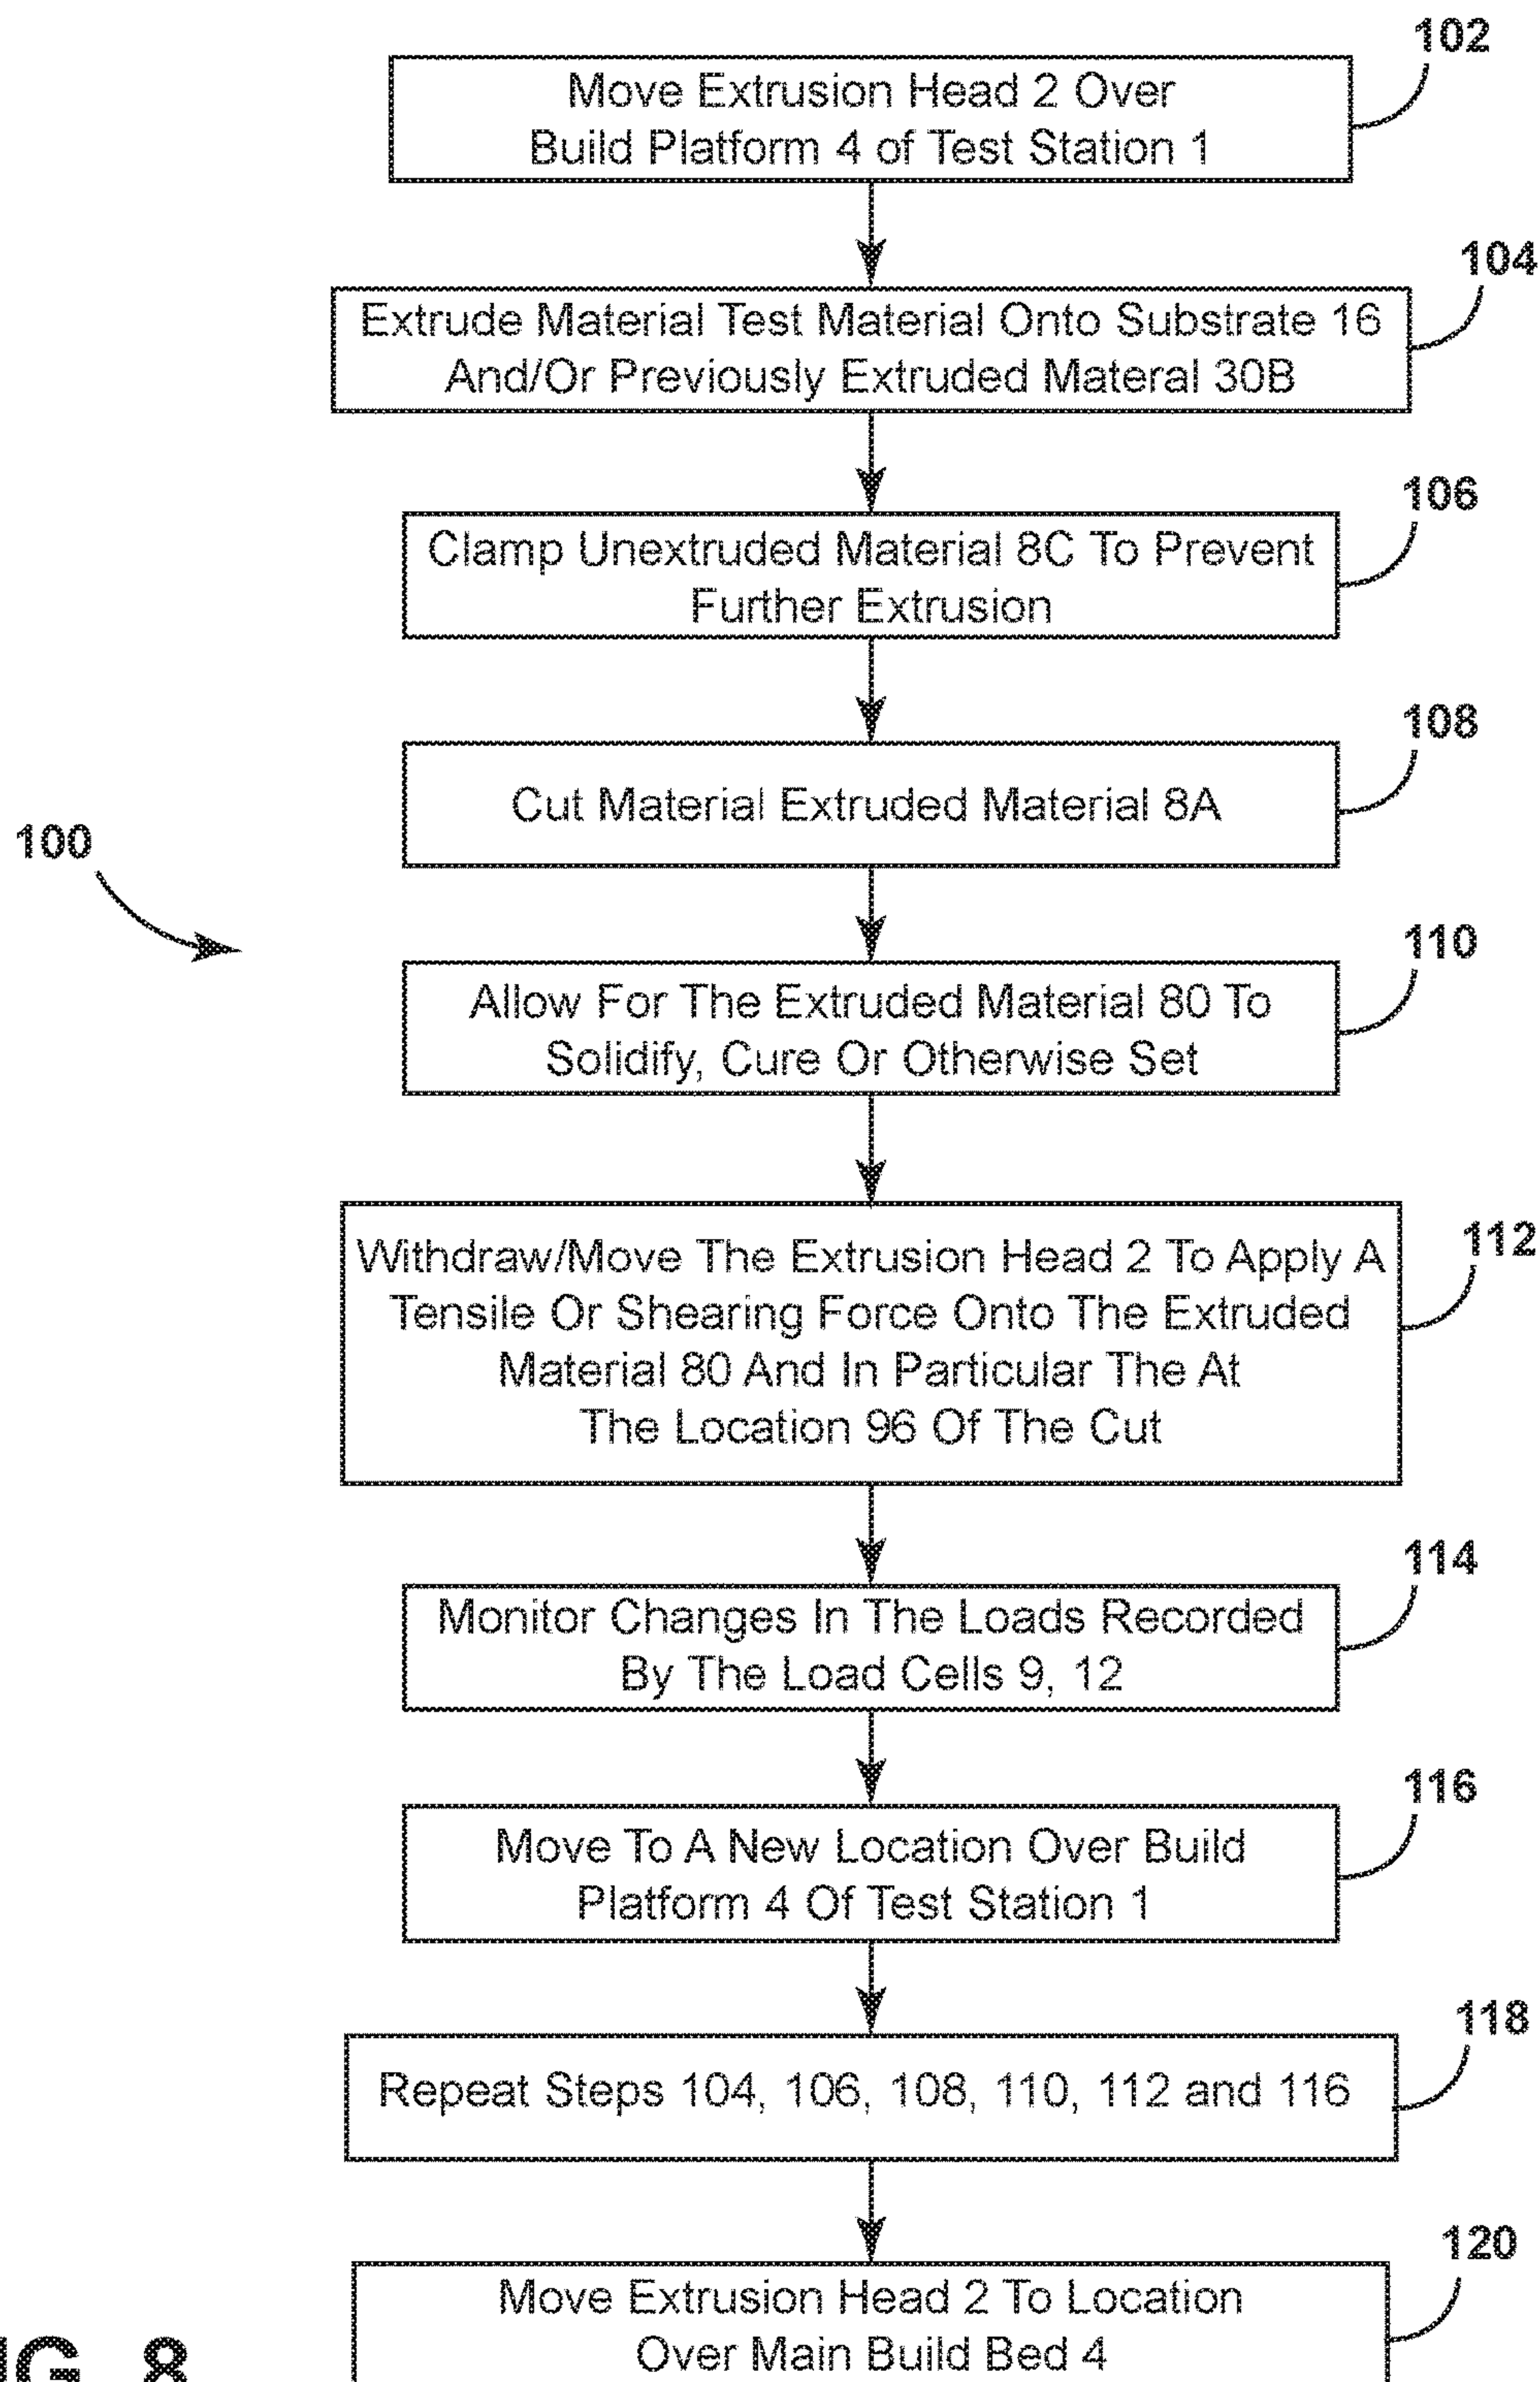 102
Move Extrusion Head 2 Over
Build Platform 4 of Test Station 1
104
Extrude Material Test Material Onto Substrate 16
And/Or Previously Extruded Materal 30B
106
Clamp Unextruded Material 8C To Prevent
Further Extrusion
108
Cut Material Extruded Material 8A
100
110
Allow For The Extruded Material 80 To
Solidify, Cure Or Otherwise Set
112
Withdraw/Move The Extrusion Head 2 To Apply A
Tensile Or Shearing Force Onto The Extruded
Material 80 And In Particular The At
The Location 96 Of The Cut
114
Monitor Changes In The Loads Recorded
By The Load Cells 9, 12
116
Move To A New Location Over Build
Platform 4 Of Test Station 1
118
Repeat Steps 104, 106, 108, 110, 112 and 116
120
Move Extrusion Head 2 To Location
Over Main Build Bed 4
8